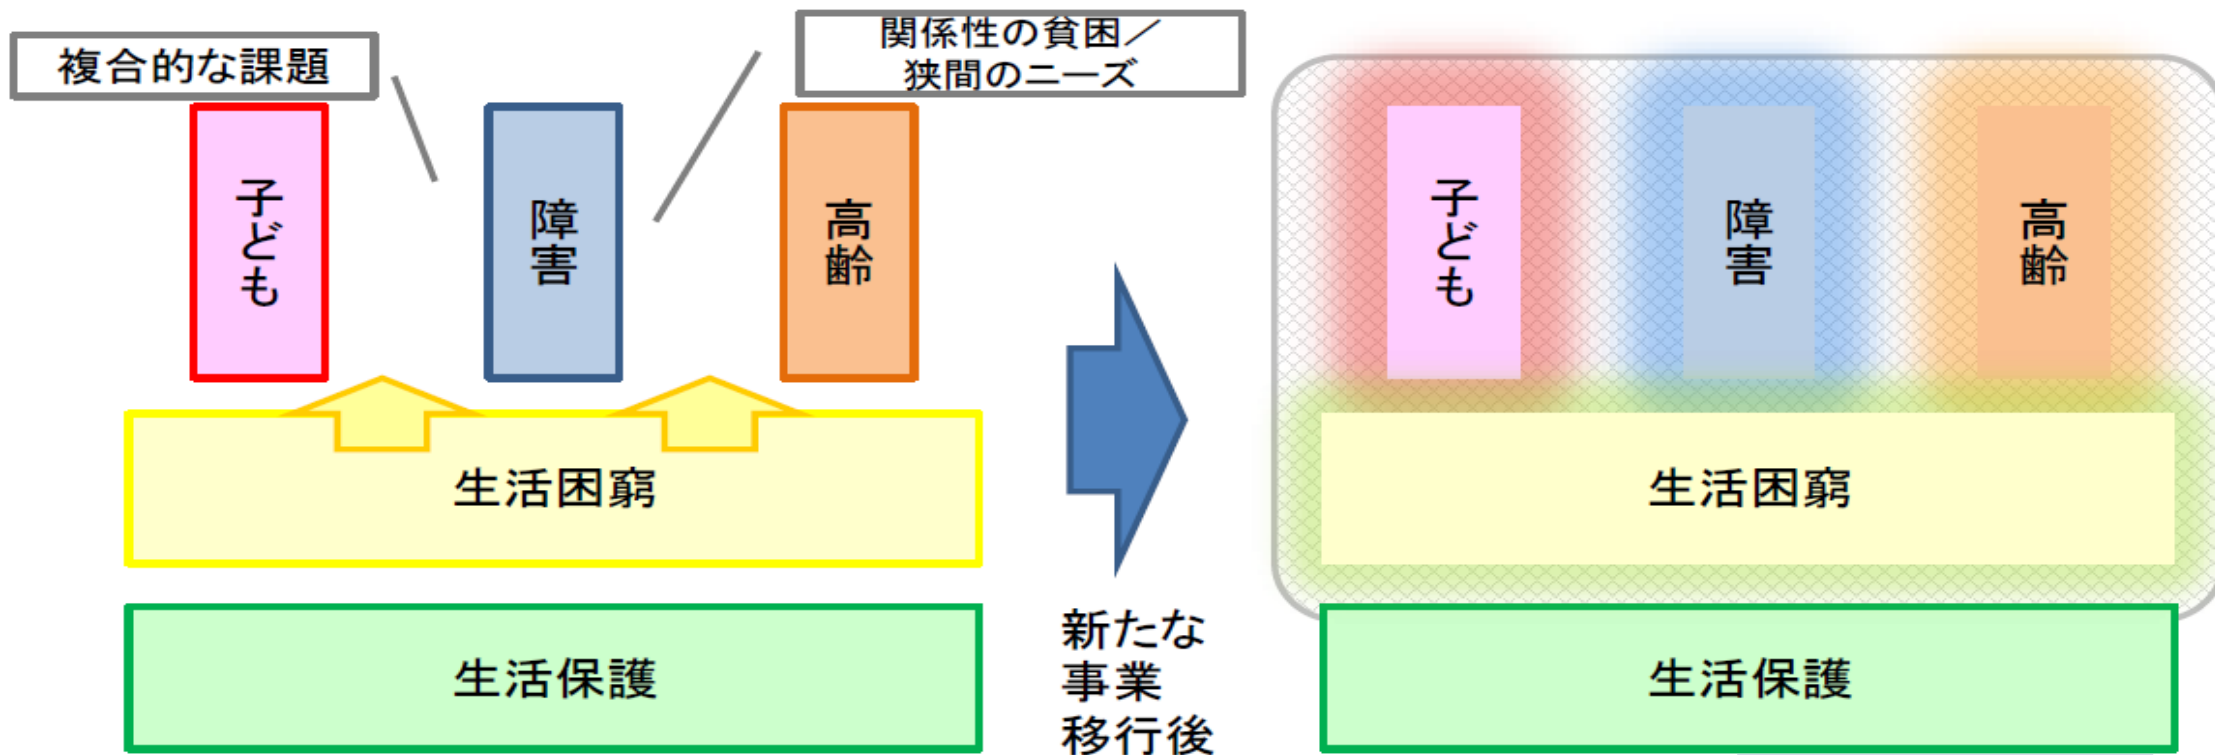 複合的な課題
関係性の貧困／
狭間のニーズ
子ども
障害
高齢
生活困窮
生活保護
新たな
事業
移行後
子ども
障害
高齢
生活困窮
生活保護